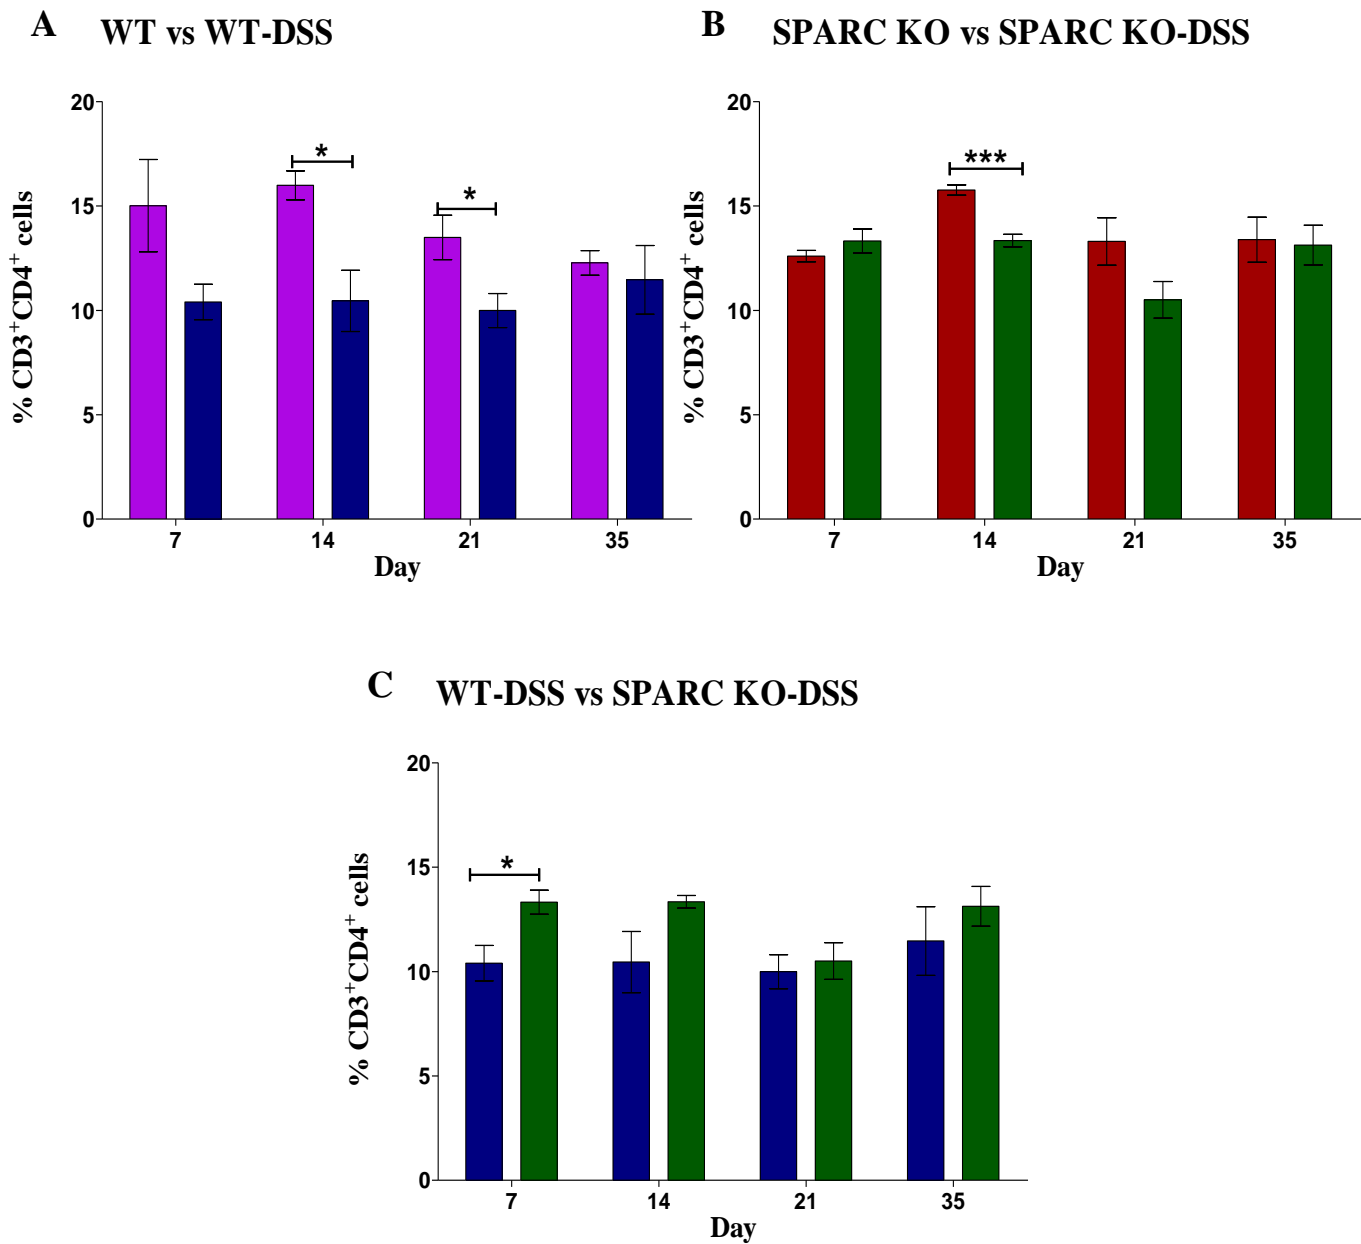 A WT vs WT-DSS
% CD3+CD4+ cells
20
15
10
5
0
*
*
7 14 21 35
Day
B SPARC KO vs SPARC KO-DSS
% CD3+CD4+ cells
20
15
10
5
0
***
7 14 21 35
Day
C WT-DSS vs SPARC KO-DSS
% CD3+CD4+ cells
20
15
10
5
0
*
7 14 21 35
Day